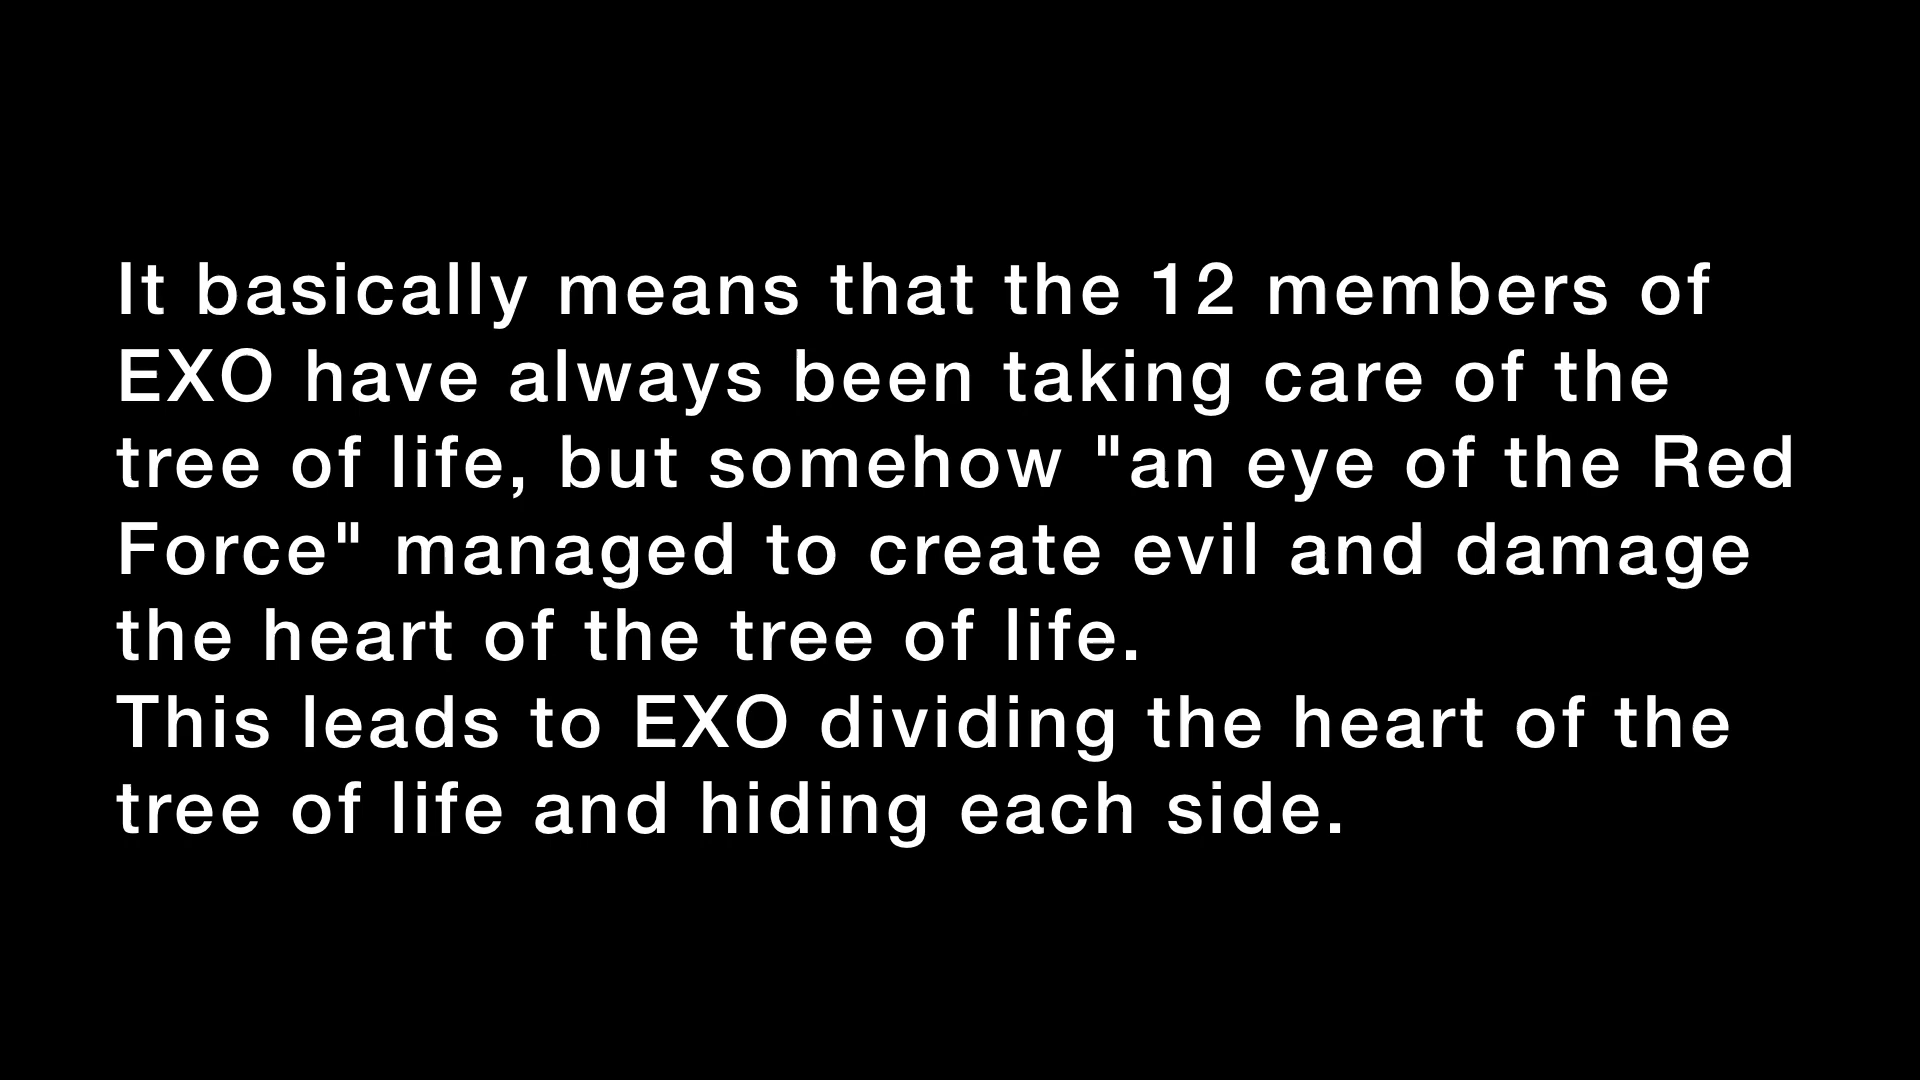 It basically means that the 12 members of
EXO have always been taking care of the
tree of life, but somehow "an eye of the Red
Force" managed to create evil and damage
the heart of the tree of life.
This leads to EXO dividing the heart of the
tree of life and hiding each side.